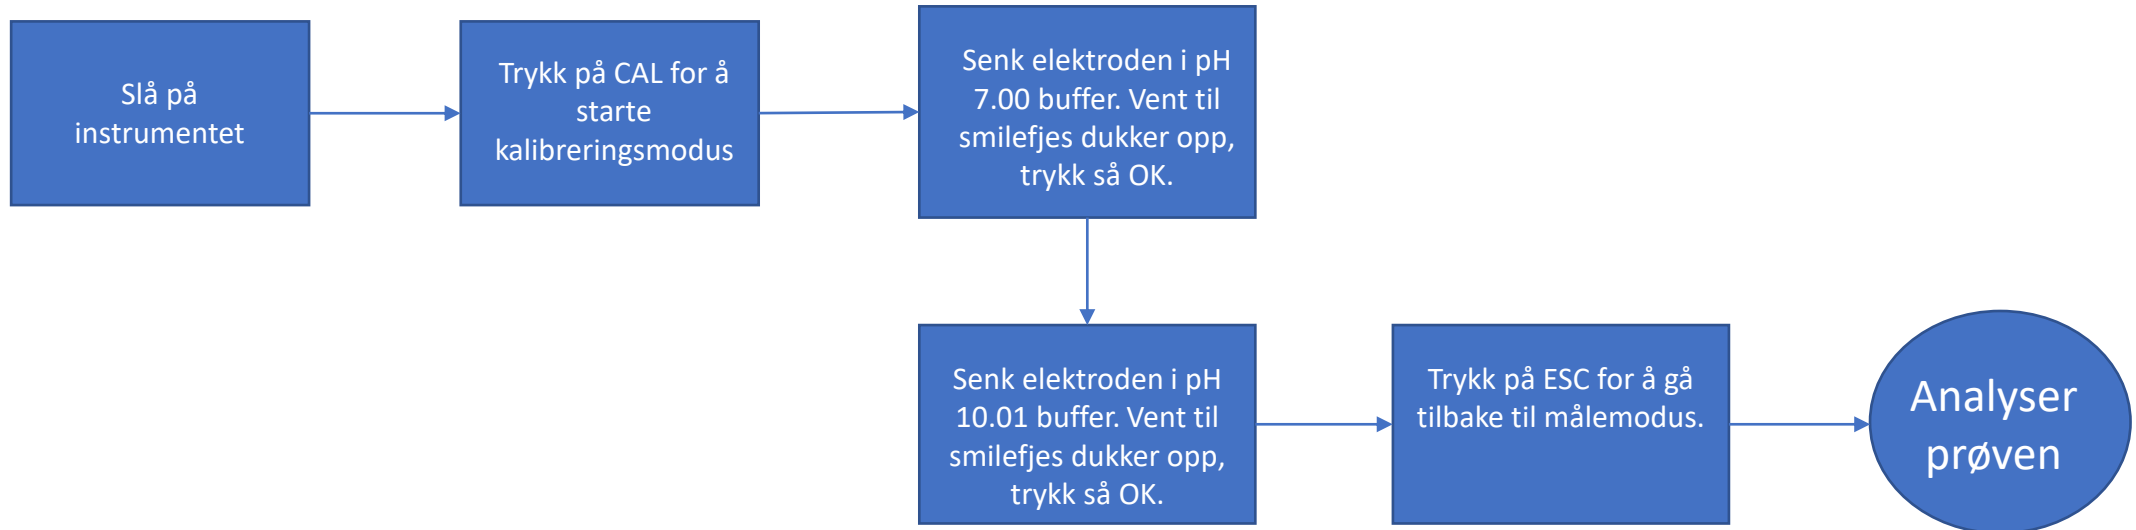 Slå på
instrumentet
Trykk på CAL for å
starte
kalibreringsmodus
Senk elektroden i pH
7.00 buffer. Vent til
smilefjes dukker opp,
trykk så OK.
Senk elektroden i pH
10.01 buffer. Vent til
smilefjes dukker opp,
trykk så OK.
Trykk på ESC for å gå
tilbake til målemodus.
Analyser
prøven